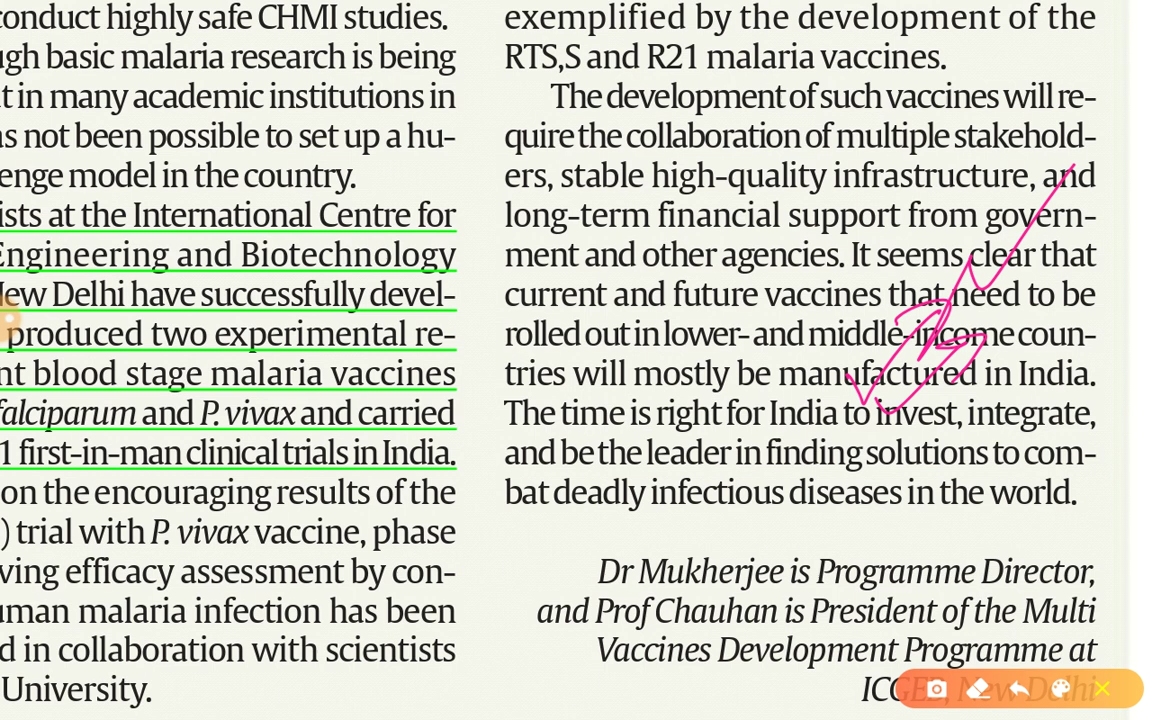 conduct highly safe CHMI studies.
ugh basic malaria research is being
t in many academic institutions in
as not been possible to set up a hu-
enge model in the country.
ists at the International Centre for
Engineering and Biotechnology
New Delhi have successfully devel-
produced two experimental re-
nt blood stage malaria vaccines
falciparum and P. vivax and carried
1 first-in-man clinical trials in India.
on the encouraging results of the
) trial with P. vivax vaccine, phase
ving efficacy assessment by con-
uman malaria infection has been
d in collaboration with scientists
University.
exemplified by the development of the
RTS,S and R21 malaria vaccines.
The development of such vaccines will re-
quire the collaboration of multiple stakehold-
ers, stable high-quality infrastructure, and
long-term financial support from govern-
ment and other agencies. It seems clear that
current and future vaccines that need to be
rolled out in lower- and middle-income coun-
tries will mostly be manufactured in India.
The time is right for India to invest, integrate,
and be the leader in finding solutions to com-
bat deadly infectious diseases in the world.
Dr Mukherjee is Programme Director,
and Prof Chauhan is President of the Multi
Vaccines Development Programme at
ICGEB, New Delhi